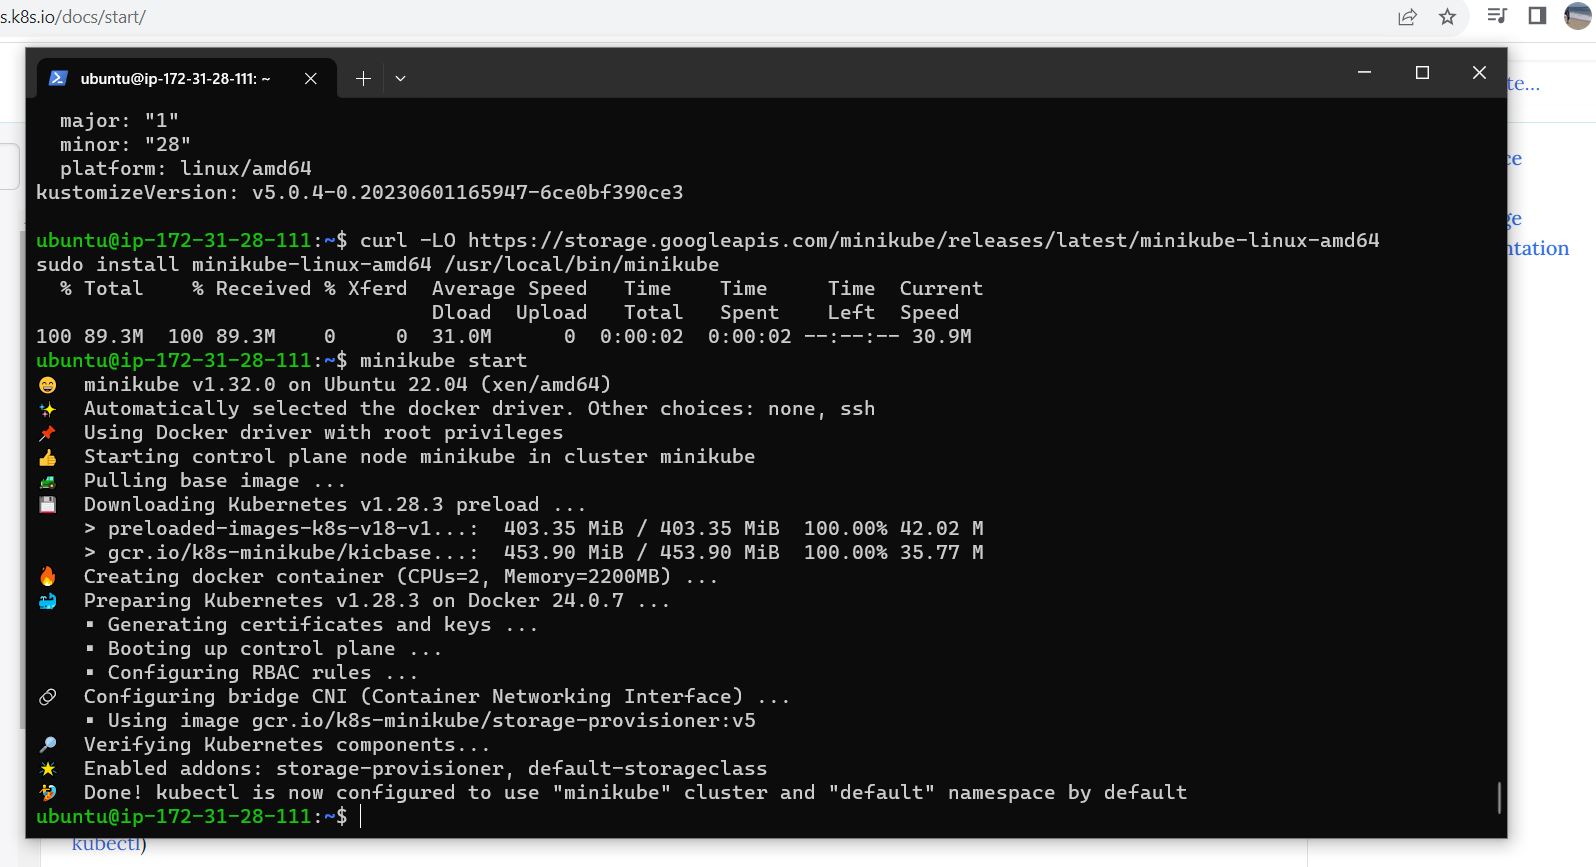 s.k8s.io/docs/start/
ubuntu@ip-172-31-28-111: ~
te...
  major: "1"
  minor: "28"
  platform: linux/amd64
kustomizeVersion: v5.0.4-0.20230601165947-6ce0bf390ce3
ce
ge
ntation
ubuntu@ip-172-31-28-111:~$ curl -LO https://storage.googleapis.com/minikube/releases/latest/minikube-linux-amd64
sudo install minikube-linux-amd64 /usr/local/bin/minikube
  % Total    % Received % Xferd  Average Speed   Time    Time     Time  Current
                                 Dload  Upload   Total   Spent    Left  Speed
100 89.3M  100 89.3M    0     0  31.0M      0  0:00:02  0:00:02 --:--:-- 30.9M
ubuntu@ip-172-31-28-111:~$ minikube start
😄  minikube v1.32.0 on Ubuntu 22.04 (xen/amd64)
✨  Automatically selected the docker driver. Other choices: none, ssh
📌  Using Docker driver with root privileges
👍  Starting control plane node minikube in cluster minikube
🚜  Pulling base image ...
💾  Downloading Kubernetes v1.28.3 preload ...
    > preloaded-images-k8s-v18-v1...:  403.35 MiB / 403.35 MiB  100.00% 42.02 M
    > gcr.io/k8s-minikube/kicbase...:  453.90 MiB / 453.90 MiB  100.00% 35.77 M
🔥  Creating docker container (CPUs=2, Memory=2200MB) ...
🐳  Preparing Kubernetes v1.28.3 on Docker 24.0.7 ...
    ▪ Generating certificates and keys ...
    ▪ Booting up control plane ...
    ▪ Configuring RBAC rules ...
🔗  Configuring bridge CNI (Container Networking Interface) ...
    ▪ Using image gcr.io/k8s-minikube/storage-provisioner:v5
🔎  Verifying Kubernetes components...
🌟  Enabled addons: storage-provisioner, default-storageclass
🏄  Done! kubectl is now configured to use "minikube" cluster and "default" namespace by default
ubuntu@ip-172-31-28-111:~$
kubectl)